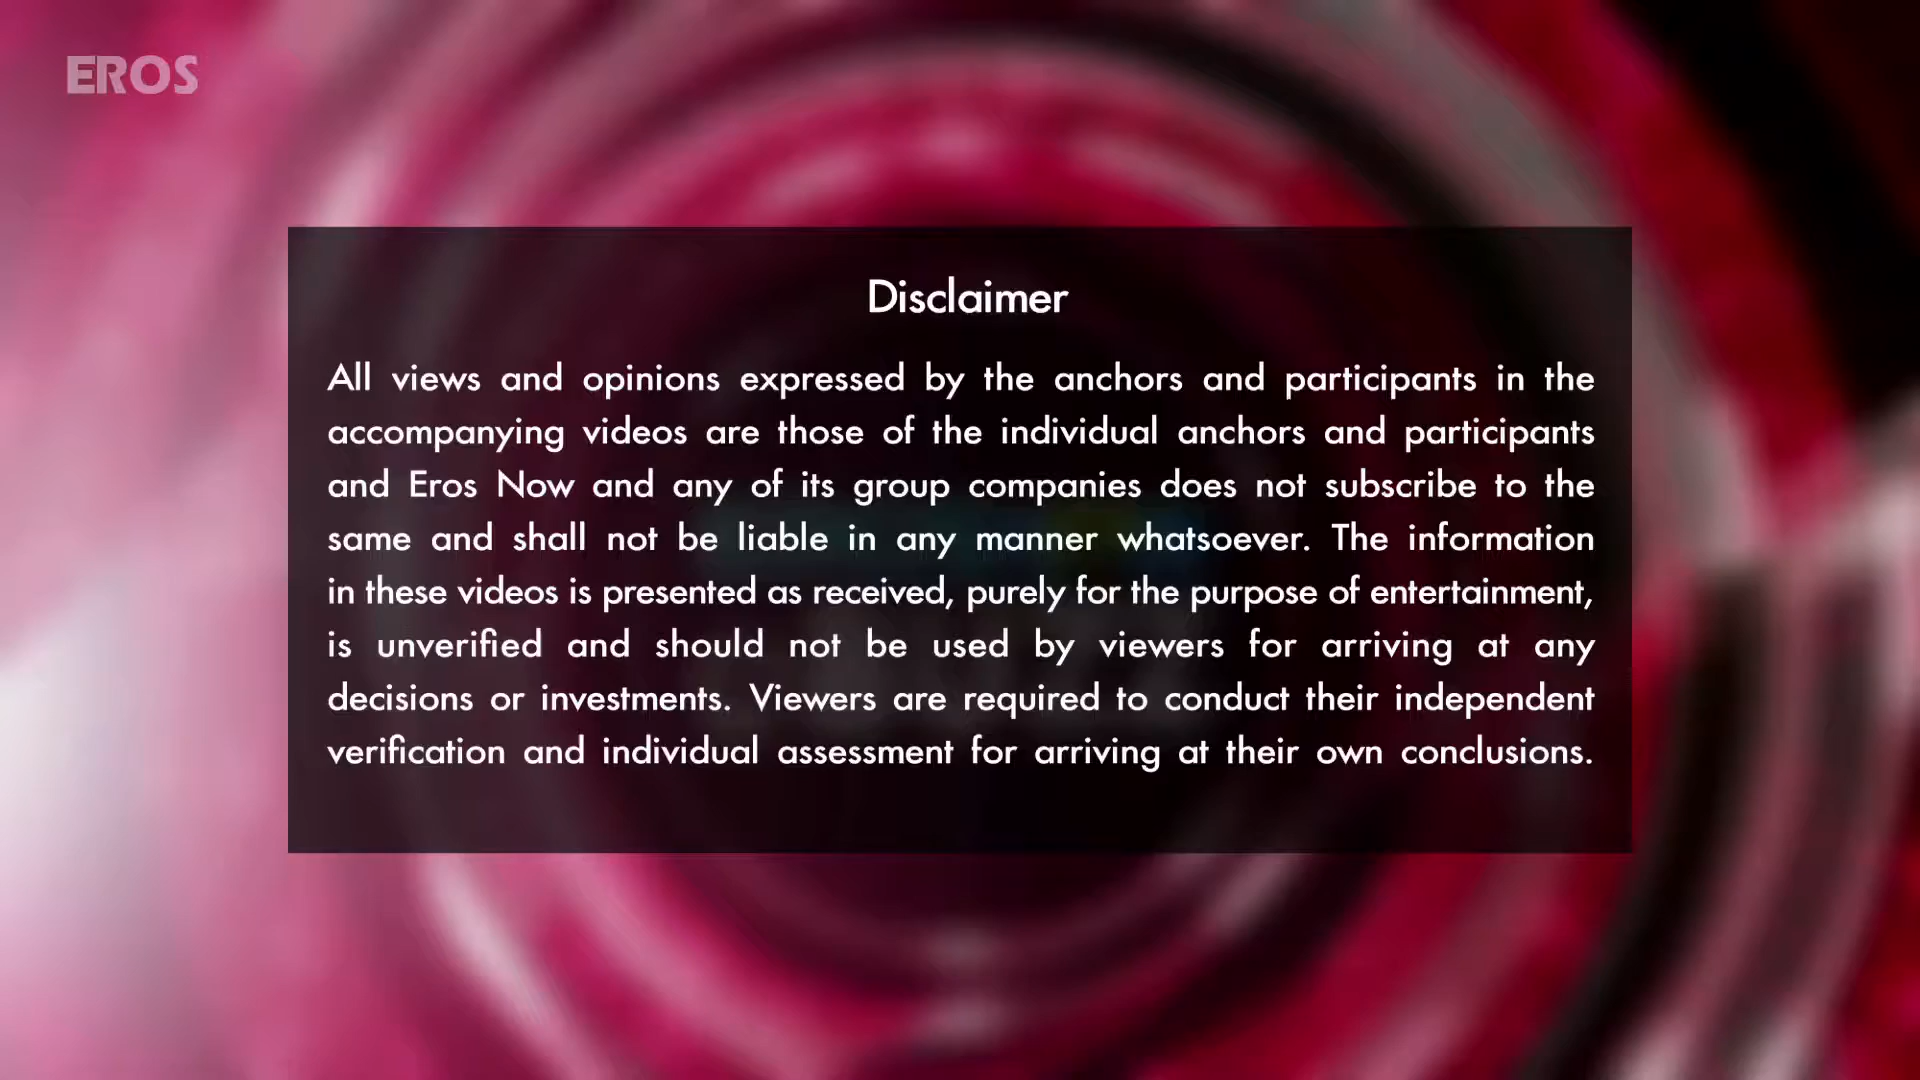 EROS
Disclaimer
All views and opinions expressed by the anchors and participants in the
accompanying videos are those of the individual anchors and participants
and Eros Now and any of its group companies does not subscribe to the
same and shall not be liable in any manner whatsoever. The information
in these videos is presented as received, purely for the purpose of entertainment,
is unverified and should not be used by viewers for arriving at any
decisions or investments. Viewers are required to conduct their independent
verification and individual assessment for arriving at their own conclusions.